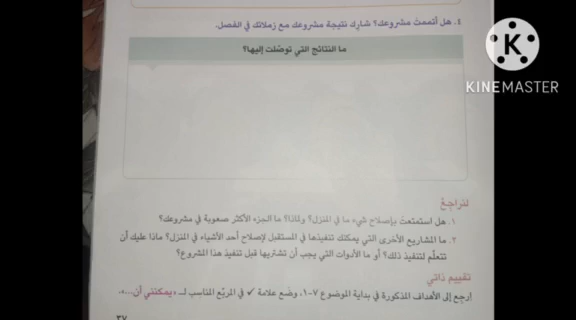 ٤. هل أتممت مشروعك؟ شارك نتيجة مشروعك مع زملائك في الفصل.
ما النتائج التي توصلت إليها؟
K
KINEMASTER
لنراجع
١. هل استمتعت بإصلاح شيء ما في المنزل؟ ولماذا؟ ما الجزء الأكثر صعوبة في مشروعك؟
٢. ما المشاريع الأخرى التي يمكنك تنفيذها في المستقبل لإصلاح أحد الأشياء في المنزل؟ ماذا عليك أن
تتعلم لتنفيذ ذلك؟ أو ما الأدوات التي يجب أن تشتريها قبل تنفيذ هذا المشروع؟
تقييم ذاتي
ارجع إلى الأهداف المذكورة في بداية الموضوع ٧-١، وضع علامة ✓ في المربع المناسب لـ «يمكنني أن...».
٣٧